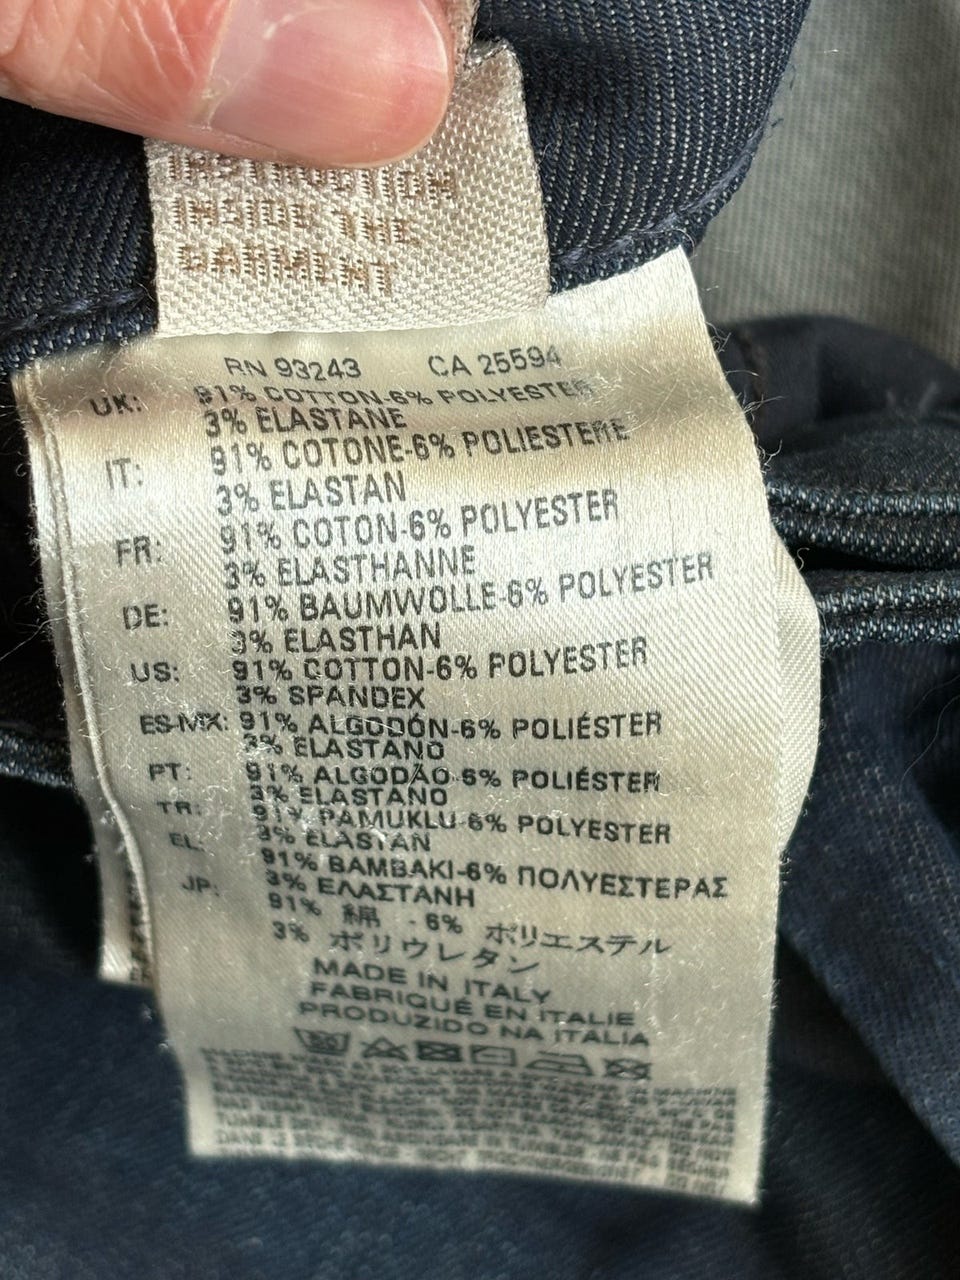 INSTRUCTION
INSIDE THE
GARMENT
RN 93243 CA 25594
UK: 91% COTTON-6% POLYESTER
3% ELASTANE
IT: 91% COTONE-6% POLIESTERE
3% ELASTAN
FR: 91% COTON-6% POLYESTER
3% ELASTHANNE
DE: 91% BAUMWOLLE-6% POLYESTER
3% ELASTHAN
US: 91% COTTON-6% POLYESTER
3% SPANDEX
ES-MX: 91% ALGODÓN-6% POLIÉSTER
3% ELASTANO
PT: 91% ALGODÃO-6% POLIÉSTER
3% ELASTANO
TR: 91% PAMUKLU-6% POLYESTER
3% ELASTAN
EL: 91% ΒΑΜΒΑΚΙ-6% ΠΟΛΥΕΣΤΕΡΑΣ
3% ΕΛΑΣΤΑΝΗ
JP: 91% 綿 - 6% ポリエステル
3% ポリウレタン
MADE IN ITALY
FABRIQUÉ EN ITALIE
PRODUZIDO NA ITALIA